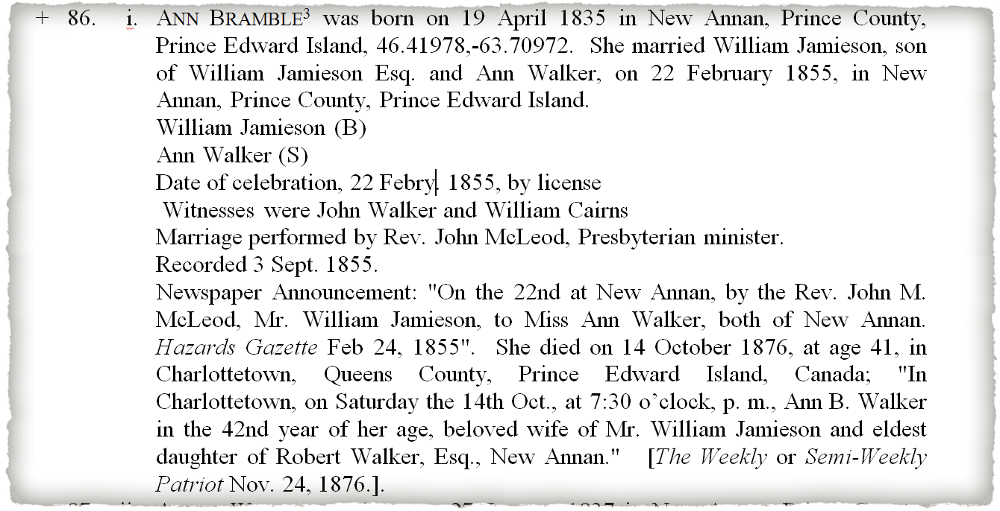 + 86. i. ANN BRAMBLE³ was born on 19 April 1835 in New Annan, Prince County,
Prince Edward Island, 46.41978,-63.70972. She married William Jamieson, son
of William Jamieson Esq. and Ann Walker, on 22 February 1855, in New
Annan, Prince County, Prince Edward Island.
William Jamieson (B)
Ann Walker (S)
Date of celebration, 22 Febry. 1855, by license
Witnesses were John Walker and William Cairns
Marriage performed by Rev. John McLeod, Presbyterian minister.
Recorded 3 Sept. 1855.
Newspaper Announcement: "On the 22nd at New Annan, by the Rev. John M.
McLeod, Mr. William Jamieson, to Miss Ann Walker, both of New Annan.
Hazards Gazette Feb 24, 1855". She died on 14 October 1876, at age 41, in
Charlottetown, Queens County, Prince Edward Island, Canada; "In
Charlottetown, on Saturday the 14th Oct., at 7:30 o’clock, p. m., Ann B. Walker
in the 42nd year of her age, beloved wife of Mr. William Jamieson and eldest
daughter of Robert Walker, Esq., New Annan." [The Weekly or Semi-Weekly
Patriot Nov. 24, 1876.].